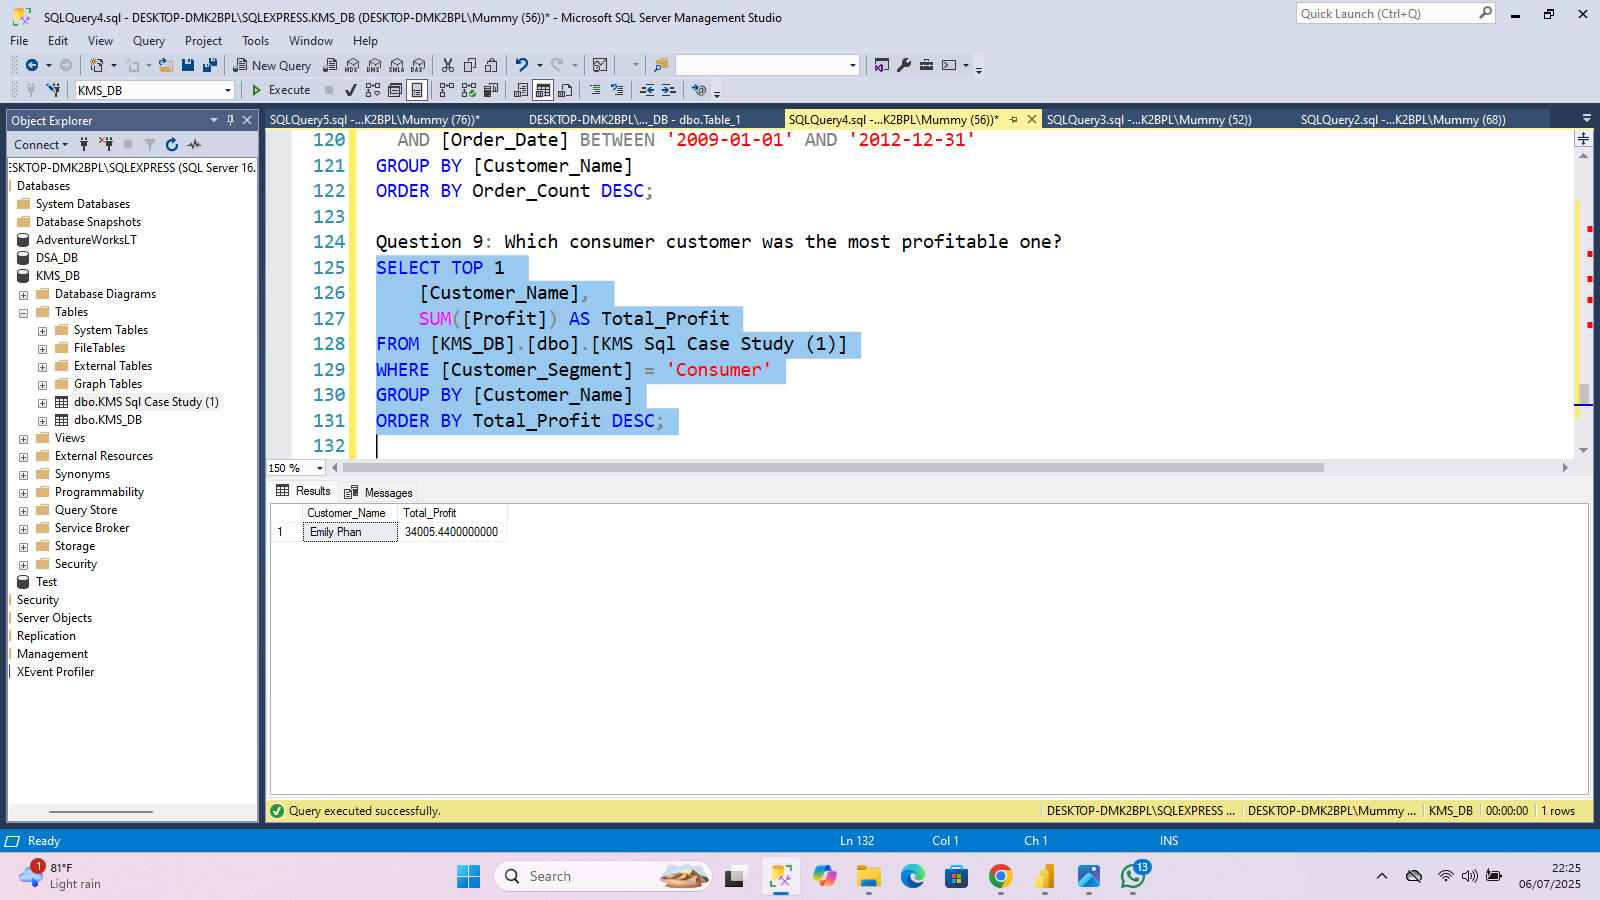 SQLQuery4.sql - DESKTOP-DMK2BPL\SQLEXPRESS.KMS_DB (DESKTOP-DMK2BPL\Mummy (56))* - Microsoft SQL Server Management Studio
Quick Launch (Ctrl+Q)
File Edit View Query Project Tools Window Help
New Query
MDX DMX XMLA DAX
KMS_DB
Execute
Object Explorer
SQLQuery5.sql -...K2BPL\Mummy (76))*
DESKTOP-DMK2BPL\..._DB - dbo.Table_1
SQLQuery4.sql -...K2BPL\Mummy (56))*
SQLQuery3.sql -...K2BPL\Mummy (52))
SQLQuery2.sql -...K2BPL\Mummy (68))
Connect
ESKTOP-DMK2BPL\SQLEXPRESS (SQL Server 16.
Databases
System Databases
Database Snapshots
AdventureWorksLT
DSA_DB
KMS_DB
Database Diagrams
Tables
System Tables
FileTables
External Tables
Graph Tables
dbo.KMS Sql Case Study (1)
dbo.KMS_DB
Views
External Resources
Synonyms
Programmability
Query Store
Service Broker
Storage
Security
Test
Security
Server Objects
Replication
Management
XEvent Profiler
120 AND [Order_Date] BETWEEN '2009-01-01' AND '2012-12-31'
121 GROUP BY [Customer_Name]
122 ORDER BY Order_Count DESC;
123
124 Question 9: Which consumer customer was the most profitable one?
125 SELECT TOP 1
126 [Customer_Name],
127 SUM([Profit]) AS Total_Profit
128 FROM [KMS_DB].[dbo].[KMS Sql Case Study (1)]
129 WHERE [Customer_Segment] = 'Consumer'
130 GROUP BY [Customer_Name]
131 ORDER BY Total_Profit DESC;
132
150 %
Results Messages
Customer_Name Total_Profit
1 Emily Phan 34005.4400000000
Query executed successfully.
DESKTOP-DMK2BPL\SQLEXPRESS ... DESKTOP-DMK2BPL\Mummy ... KMS_DB 00:00:00 1 rows
Ready
Ln 132 Col 1 Ch 1 INS
1
81°F
Light rain
Search
13
22:25
06/07/2025